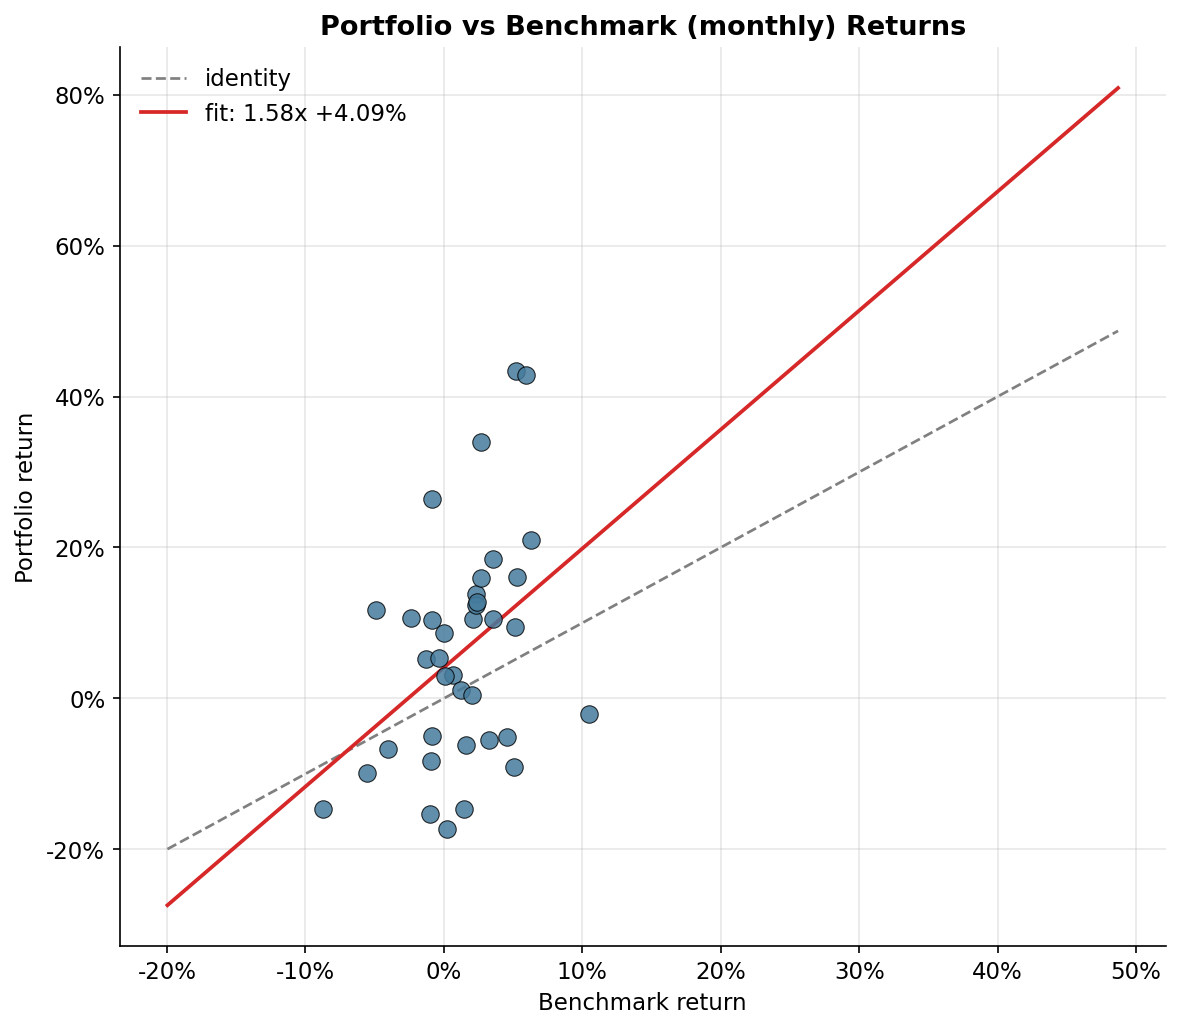 Portfolio vs Benchmark (monthly) Returns
identity
fit: 1.58x +4.09%
80%
60%
40%
20%
0%
-20%
Portfolio return
-20%
-10%
0%
10%
20%
30%
40%
50%
Benchmark return